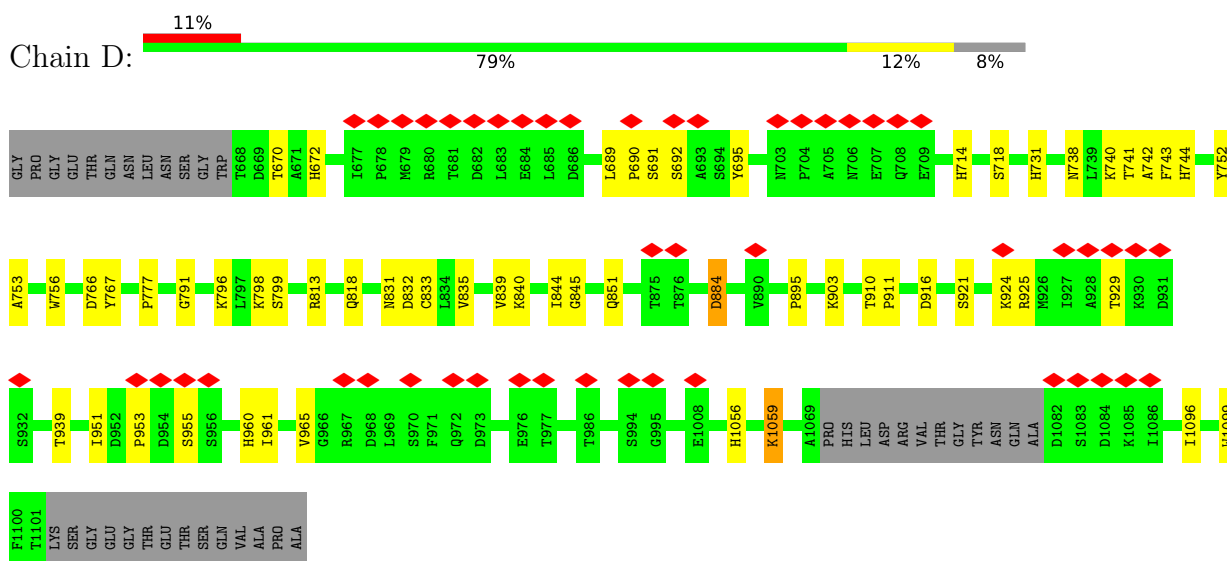 11%
Chain D:
79%
12%
8%
GLY PRO GLY GLU THR GLY GLN ASN LEU ASN SER GLY TRP T668 D669 T670 A671 H672 I677 P678 M679 R680 T681 D682 L683 E684 L685 D686 L689 P690 S691 S692 A693 S694 Y695 N703 P704 A705 N706 E707 Q708 E709 H714 S718 H731 N738 L739 K740 T741 A742 F743 H744 Y752
A753 W756 D766 Y767 P777 G791 K796 L797 K798 S799 R813 Q818 N831 D832 C833 L834 V835 V839 K840 I844 G845 Q851 T875 T876 D884 V890 P895 K903 T910 P911 D916 S921 K924 R925 M926 I927 A928 T929 K930 D931
S932 T939 I951 D952 P953 D954 S955 S956 H960 I961 V965 G966 R967 D968 L969 S970 F971 Q972 D973 E976 T977 T986 S994 G995 E1008 H1056 K1059 A1069 PRO HIS LEU ASP ARG VAL THR GLY TYR ASN GLN ALA D1082 S1083 D1084 K1085 I1086 I1096
F1100 T1101 LYS SER GLY GLU GLY THR GLU THR SER GLN VAL ALA PRO ALA